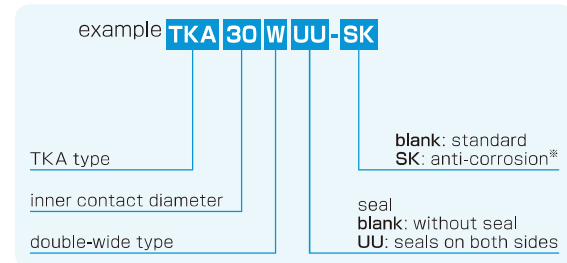 example TKA 30 W UU - SK
TKA type
inner contact diameter
double-wide type
blank: standard
SK: anti-corrosion※
seal
blank: without seal
UU: seals on both sides